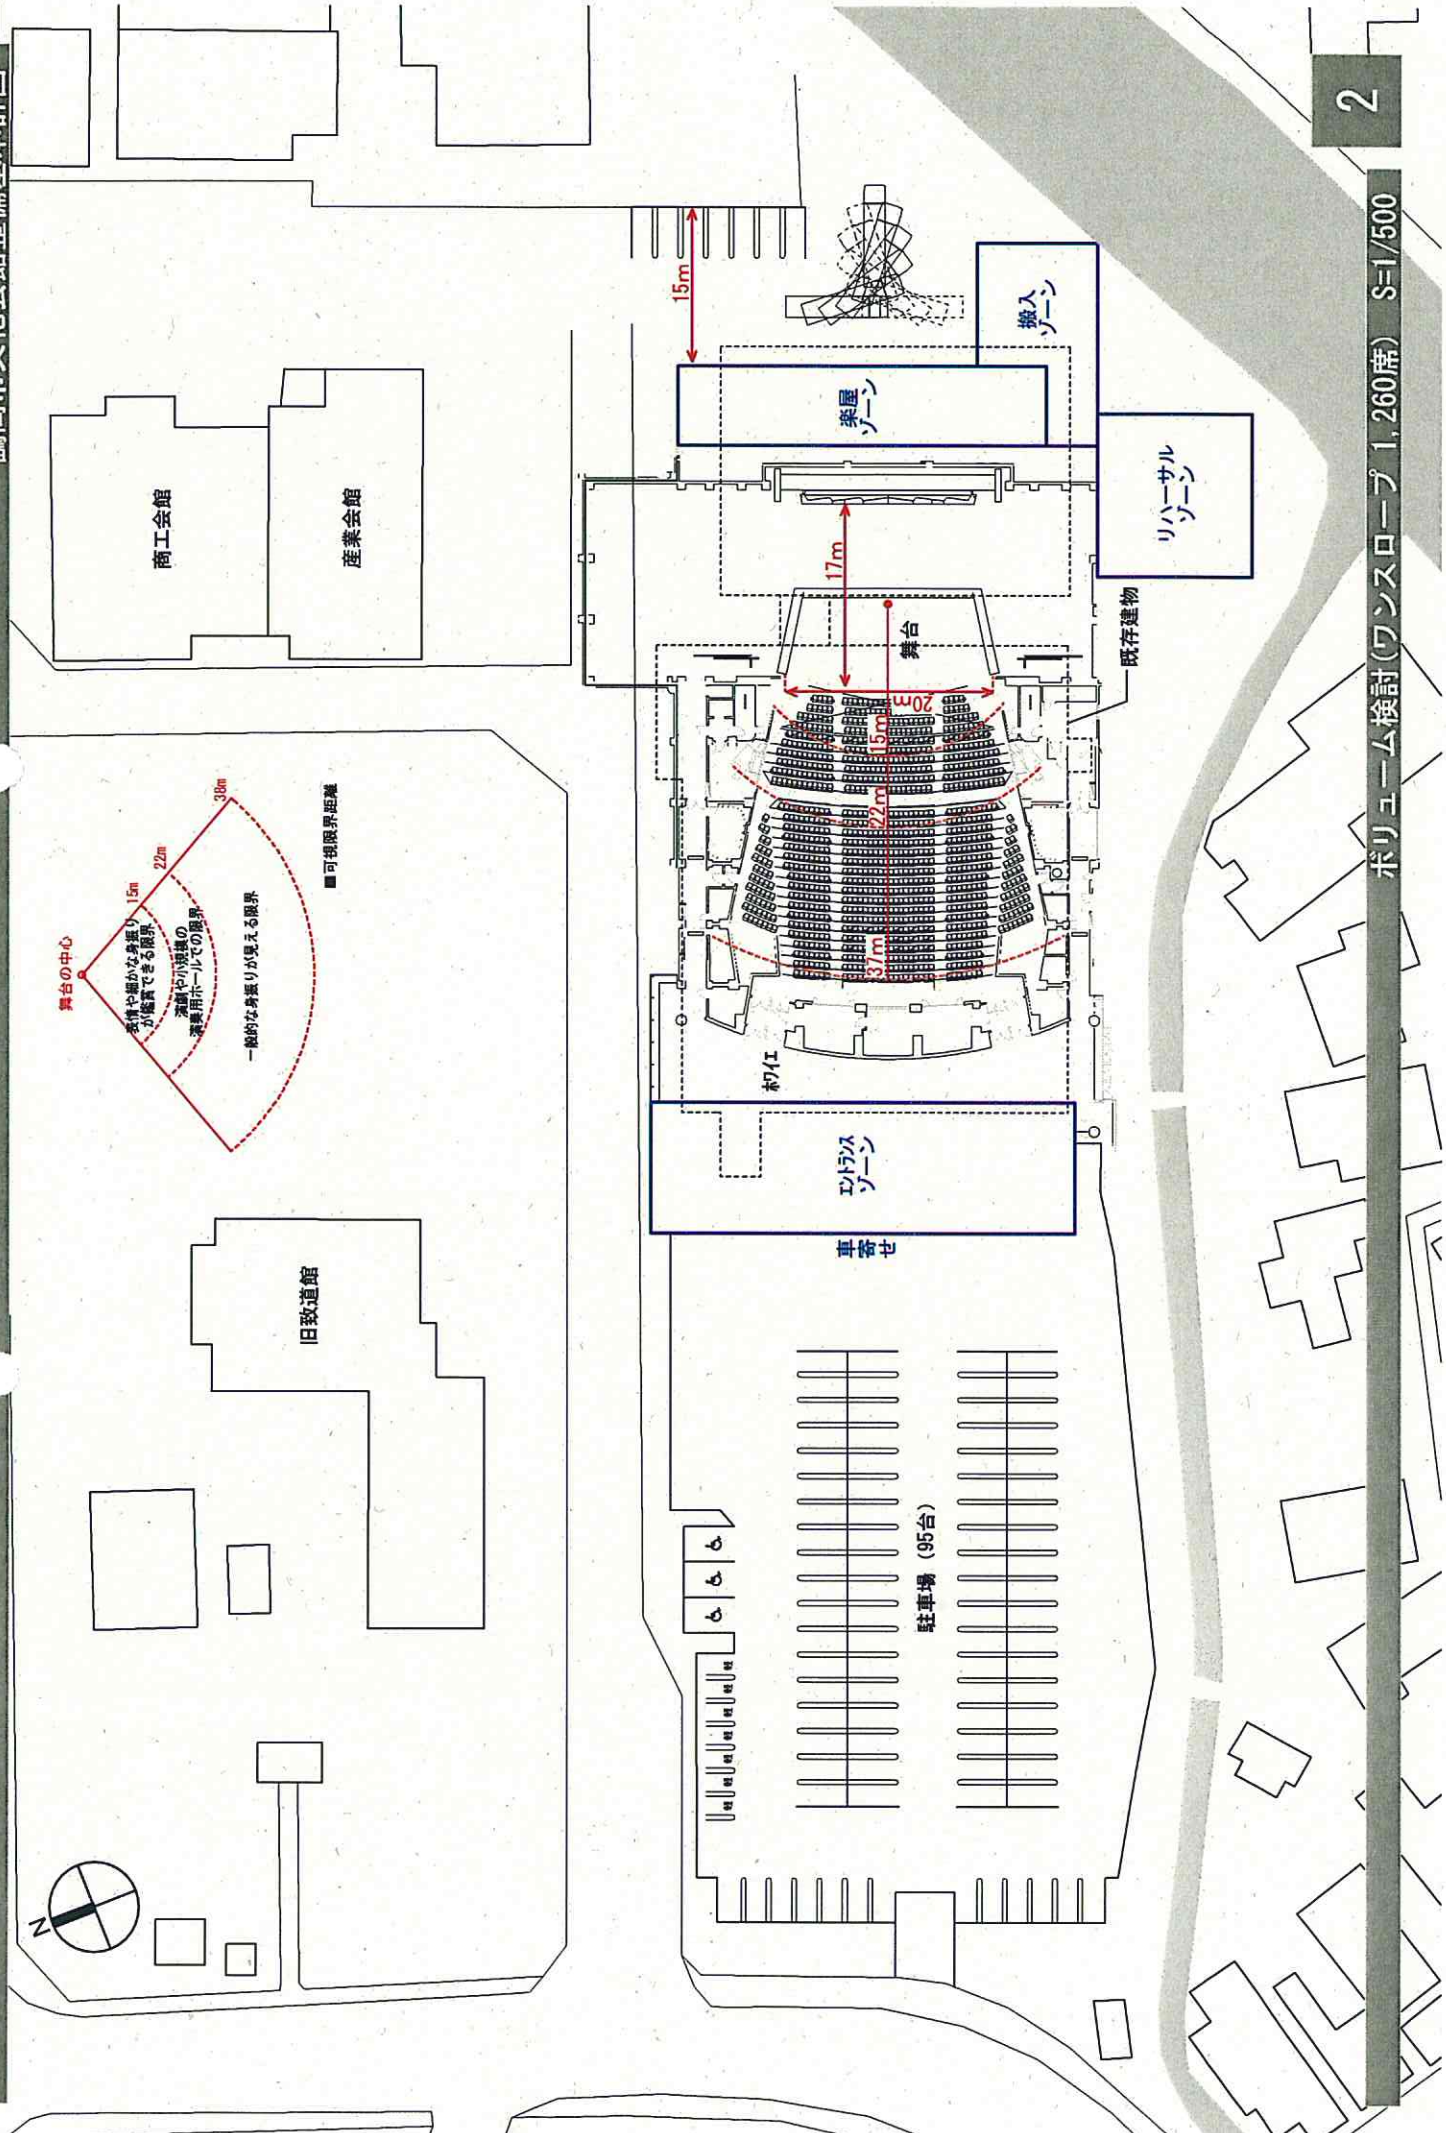 2
ボリューム検討(ワンスロープ 1,260席) S=1/500
N
旧致道館
商工会館
産業会館
舞台の中心
15m
22m
38m
表情や細かな身振り
が鑑賞できる限界
演劇や小規模の
演奏用ホールでの限界
一般的な身振りが見える限界
■可視限界距離
軽 軽 軽 軽 軽 軽
駐車場 (95台)
車寄せ
エントランス
ゾーン
ホワイエ
37m
22m
15m
20m
舞台
17m
15m
楽屋
ゾーン
搬入
ゾーン
リハーサル
ゾーン
既存建物